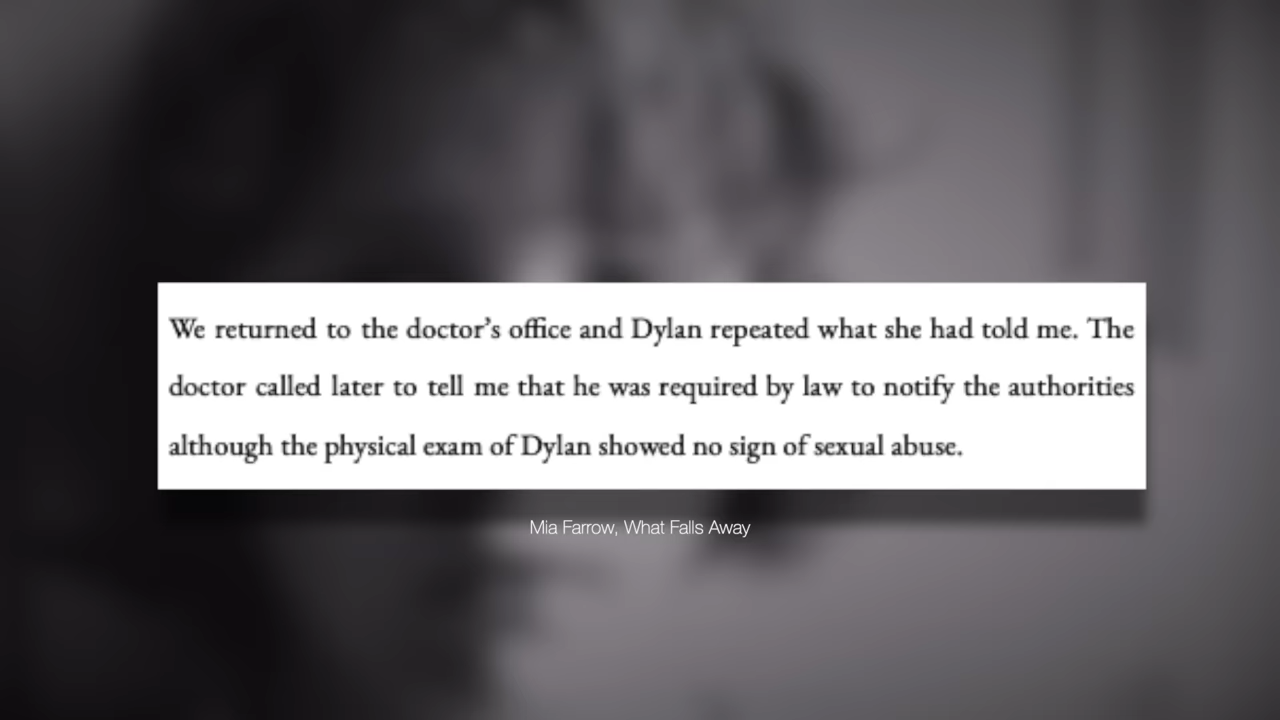 We returned to the doctor’s office and Dylan repeated what she had told me. The
doctor called later to tell me that he was required by law to notify the authorities
although the physical exam of Dylan showed no sign of sexual abuse.
Mia Farrow, What Falls Away